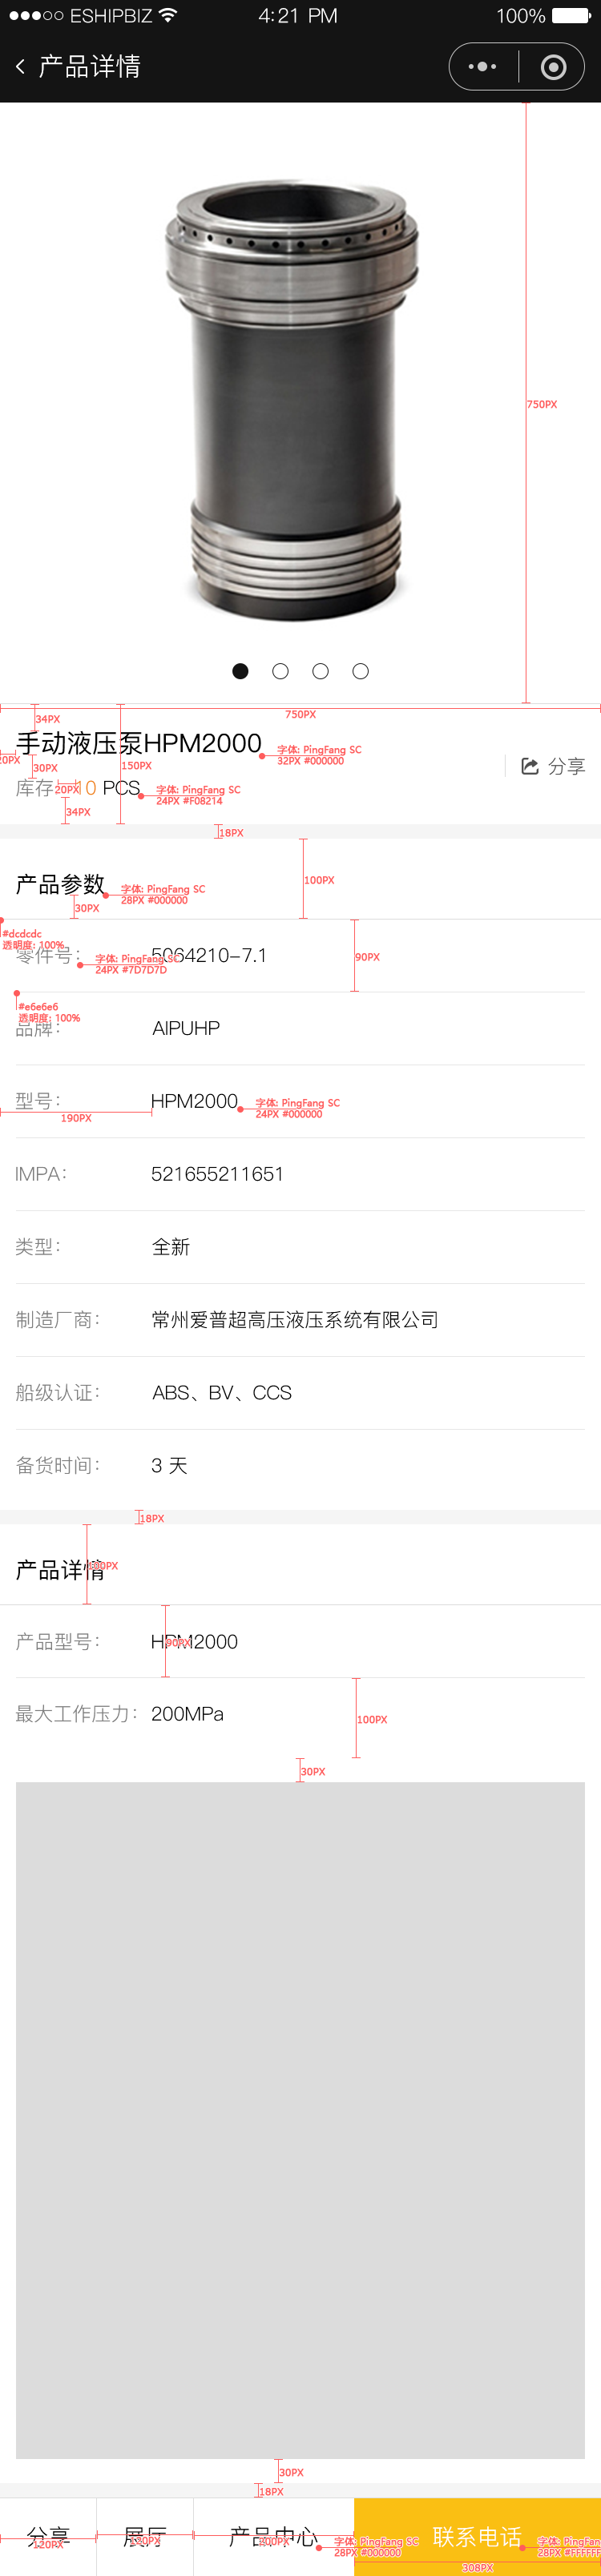 ESHIPBIZ 4:21 PM 100%
产品详情
750PX
750PX
34PX
手动液压泵HPM2000
字体: PingFang SC
32PX #000000
20PX
30PX
150PX
分享
库存
20PX
10 PCS
字体: PingFang SC
24PX #F08214
34PX
18PX
100PX
产品参数
字体: PingFang SC
28PX #000000
30PX
#dcdcdc
透明度: 100%
零件号: 5064210-7.1
字体: PingFang SC
24PX #7D7D7D
90PX
#e6e6e6
透明度: 100%
品牌: AIPUHP
型号: HPM2000
字体: PingFang SC
24PX #000000
190PX
IMPA: 521655211651
类型: 全新
制造厂商: 常州爱普超高压液压系统有限公司
船级认证: ABS、BV、CCS
备货时间: 3 天
18PX
产品详情
产品型号: HPM2000
90PX
最大工作压力: 200MPa
100PX
30PX
30PX
18PX
分享 展厅 产品中心 联系电话
120PX
字体: PingFang SC
28PX #000000
字体: PingFang
28PX #FFFFFF
308PX